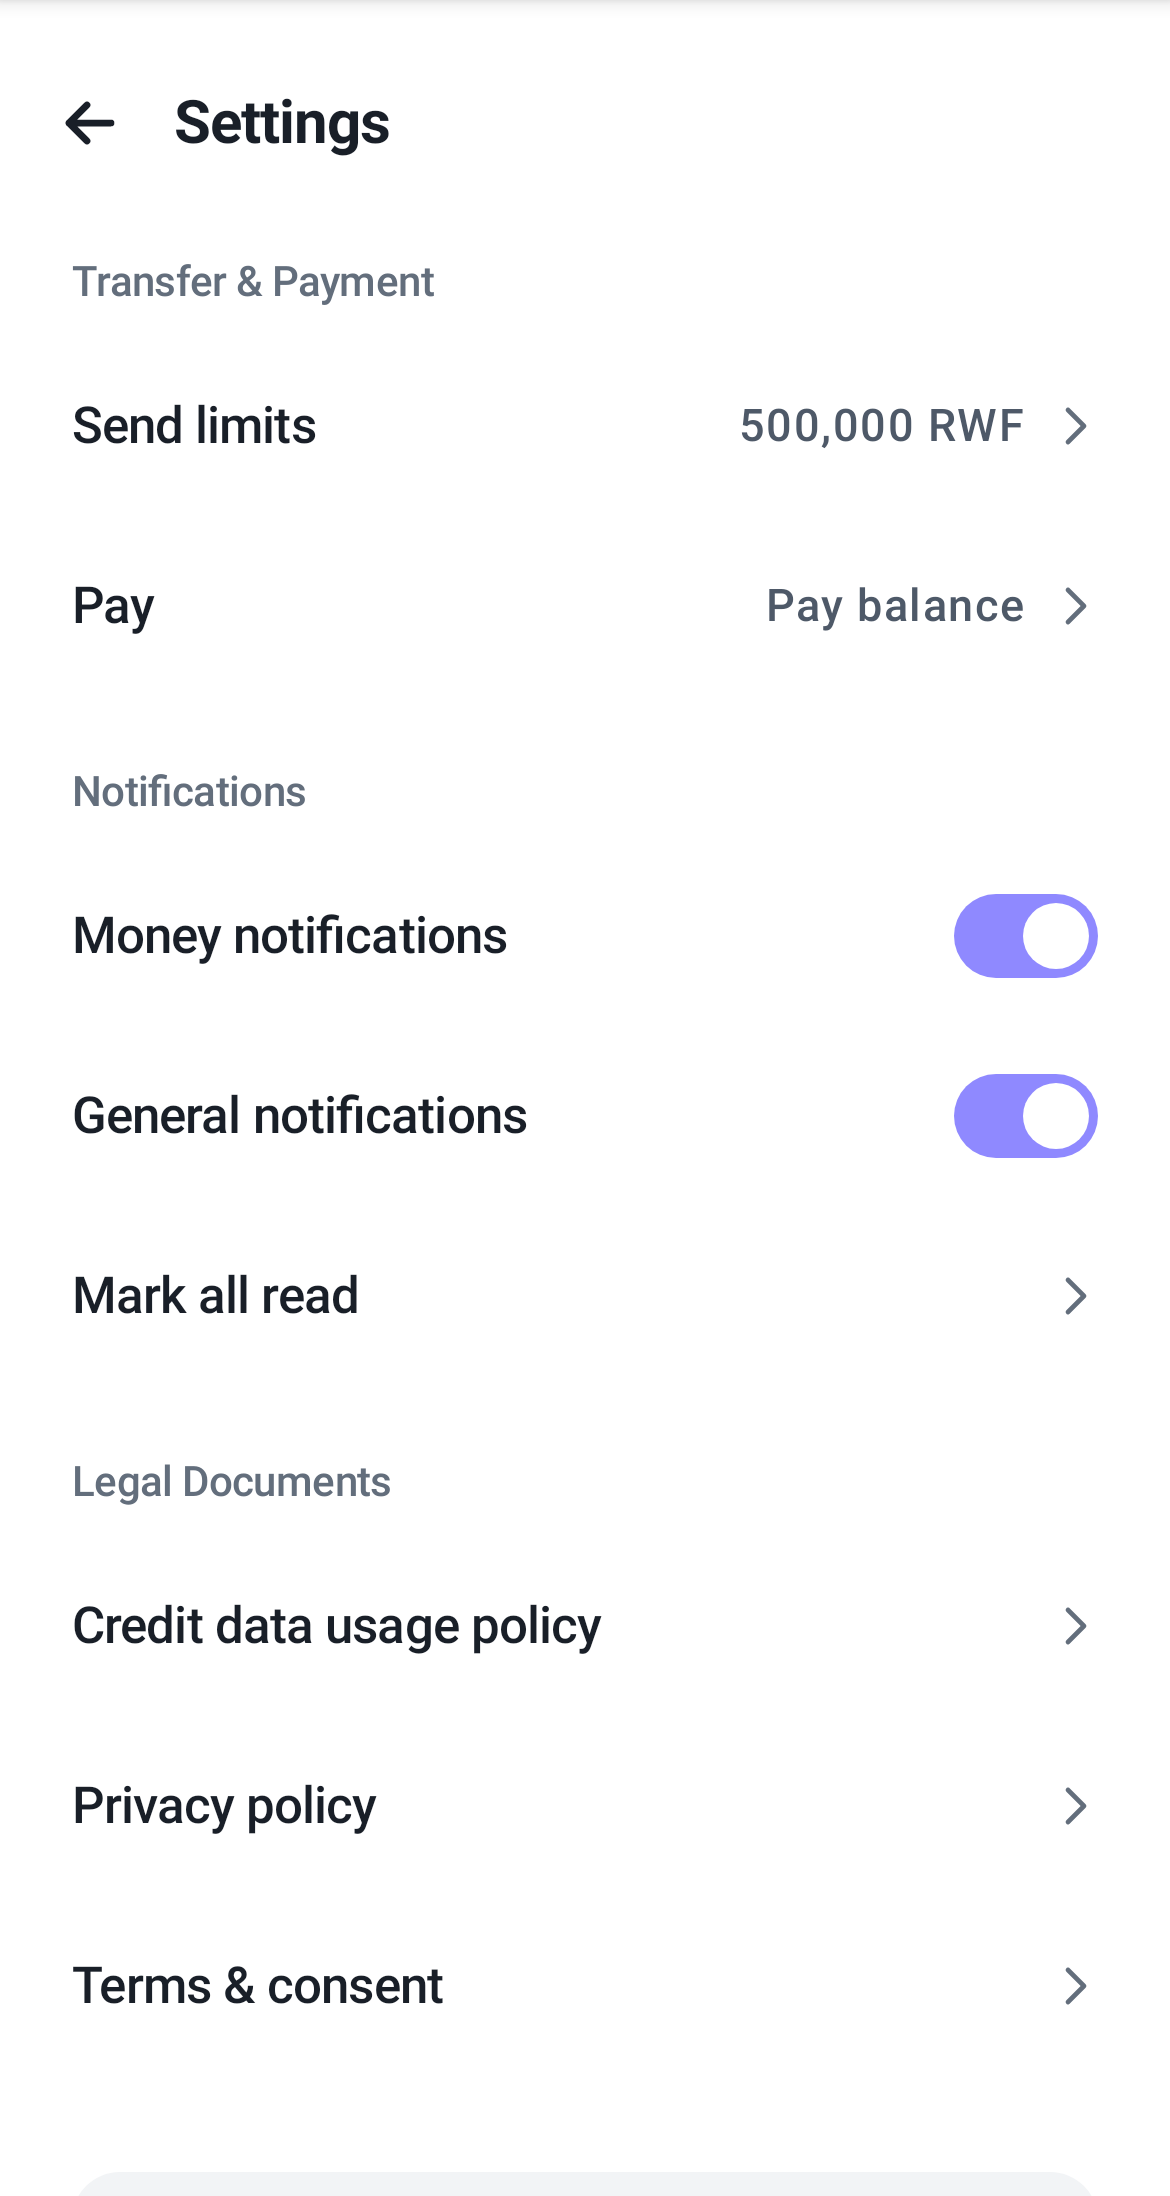 Settings
Transfer & Payment
Send limits 500,000 RWF
Pay Pay balance
Notifications
Money notifications
General notifications
Mark all read
Legal Documents
Credit data usage policy
Privacy policy
Terms & consent